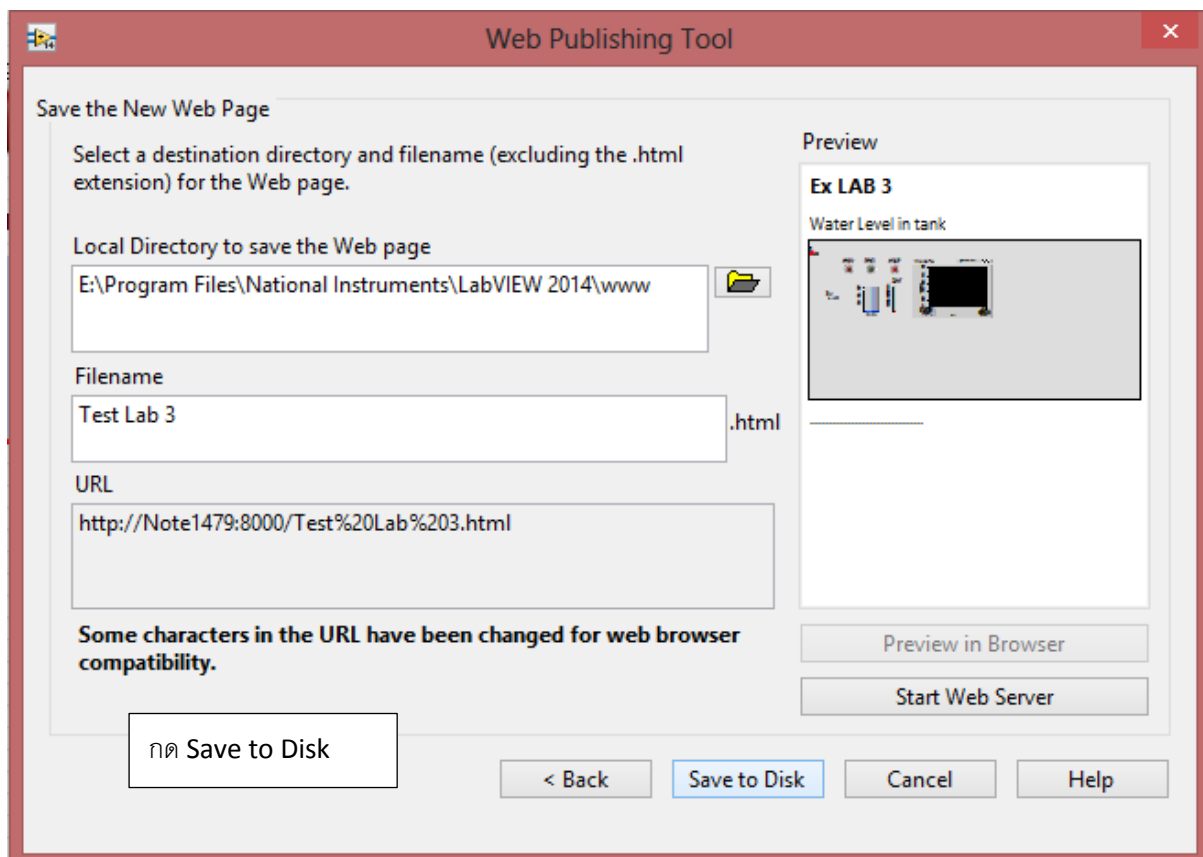 Web Publishing Tool
Save the New Web Page
Select a destination directory and filename (excluding the .html
extension) for the Web page.
Local Directory to save the Web page
E:\Program Files\National Instruments\LabVIEW 2014\www
Filename
Test Lab 3
.html
URL
http://Note1479:8000/Test%20Lab%203.html
Some characters in the URL have been changed for web browser
compatibility.
Preview
Ex LAB 3
Water Level in tank
Preview in Browser
Start Web Server
กด Save to Disk
< Back
Save to Disk
Cancel
Help